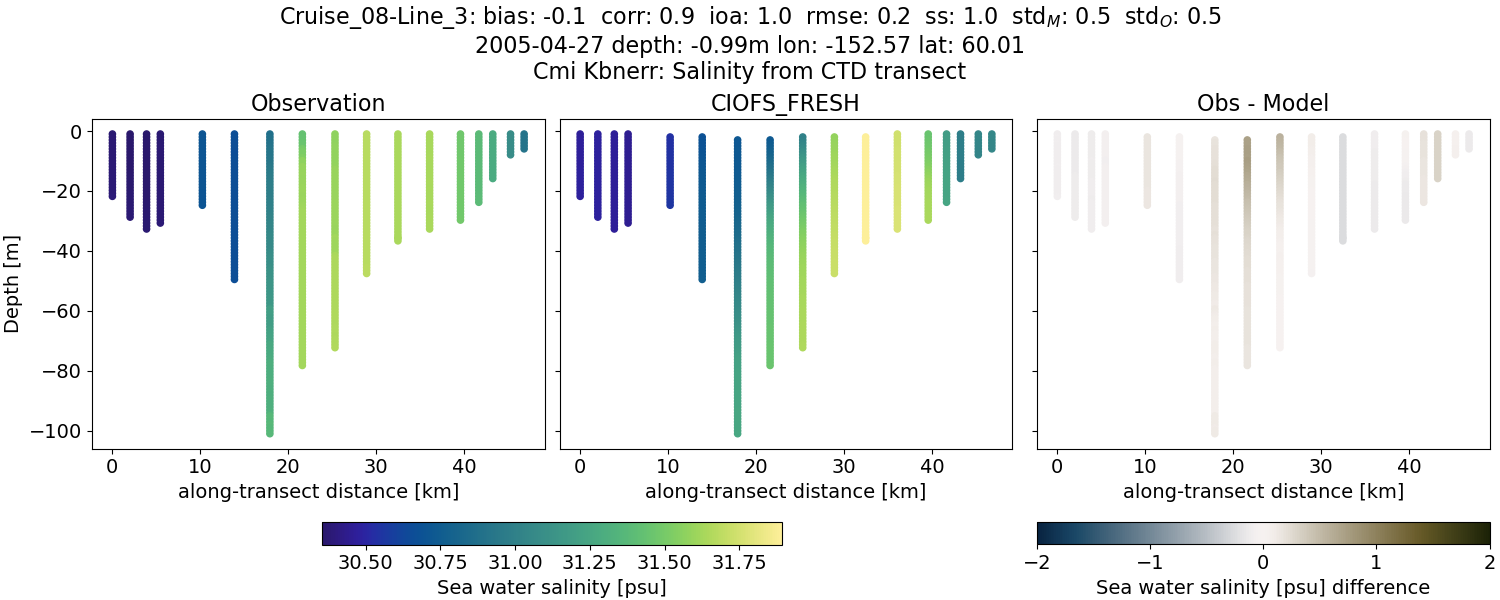 Cruise_08-Line_3: bias: -0.1  corr: 0.9  ioa: 1.0  rmse: 0.2  ss: 1.0  std_M: 0.5  std_O: 0.5
2005-04-27 depth: -0.99m lon: -152.57 lat: 60.01
Cmi Kbnerr: Salinity from CTD transect
Observation
CIOFS_FRESH
Obs - Model
Depth [m]
0
−20
−40
−60
−80
−100
0 10 20 30 40
0 10 20 30 40
0 10 20 30 40
along-transect distance [km]
along-transect distance [km]
along-transect distance [km]
30.50 30.75 31.00 31.25 31.50 31.75
Sea water salinity [psu]
−2 −1 0 1 2
Sea water salinity [psu] difference